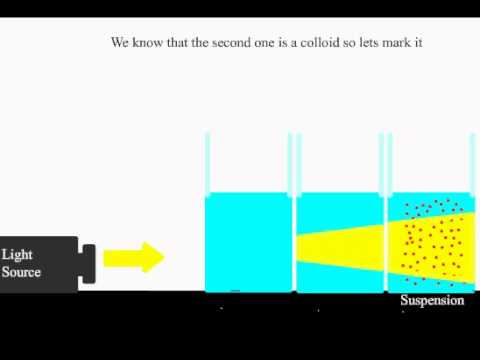 We know that the second one is a colloid so lets mark it
Light
Source
Suspension